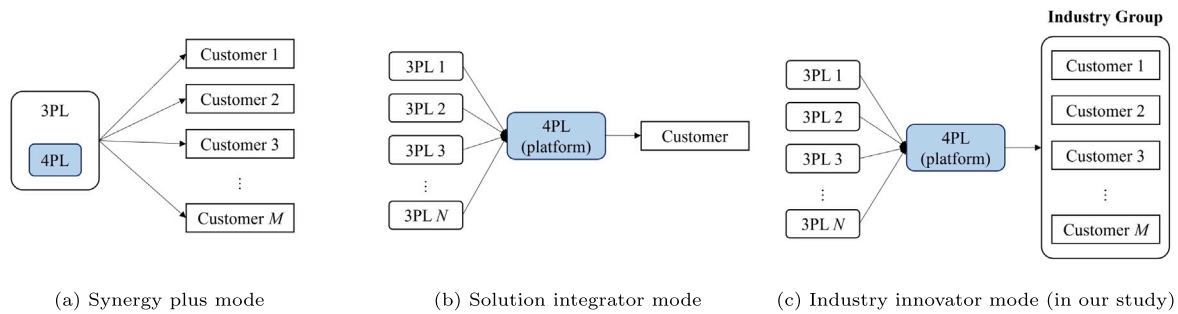 3PL
4PL
Customer 1
Customer 2
Customer 3
⋮
Customer M
(a) Synergy plus mode
3PL 1
3PL 2
3PL 3
⋮
3PL N
4PL
(platform)
Customer
(b) Solution integrator mode
3PL 1
3PL 2
3PL 3
⋮
3PL N
4PL
(platform)
Industry Group
Customer 1
Customer 2
Customer 3
⋮
Customer M
(c) Industry innovator mode (in our study)